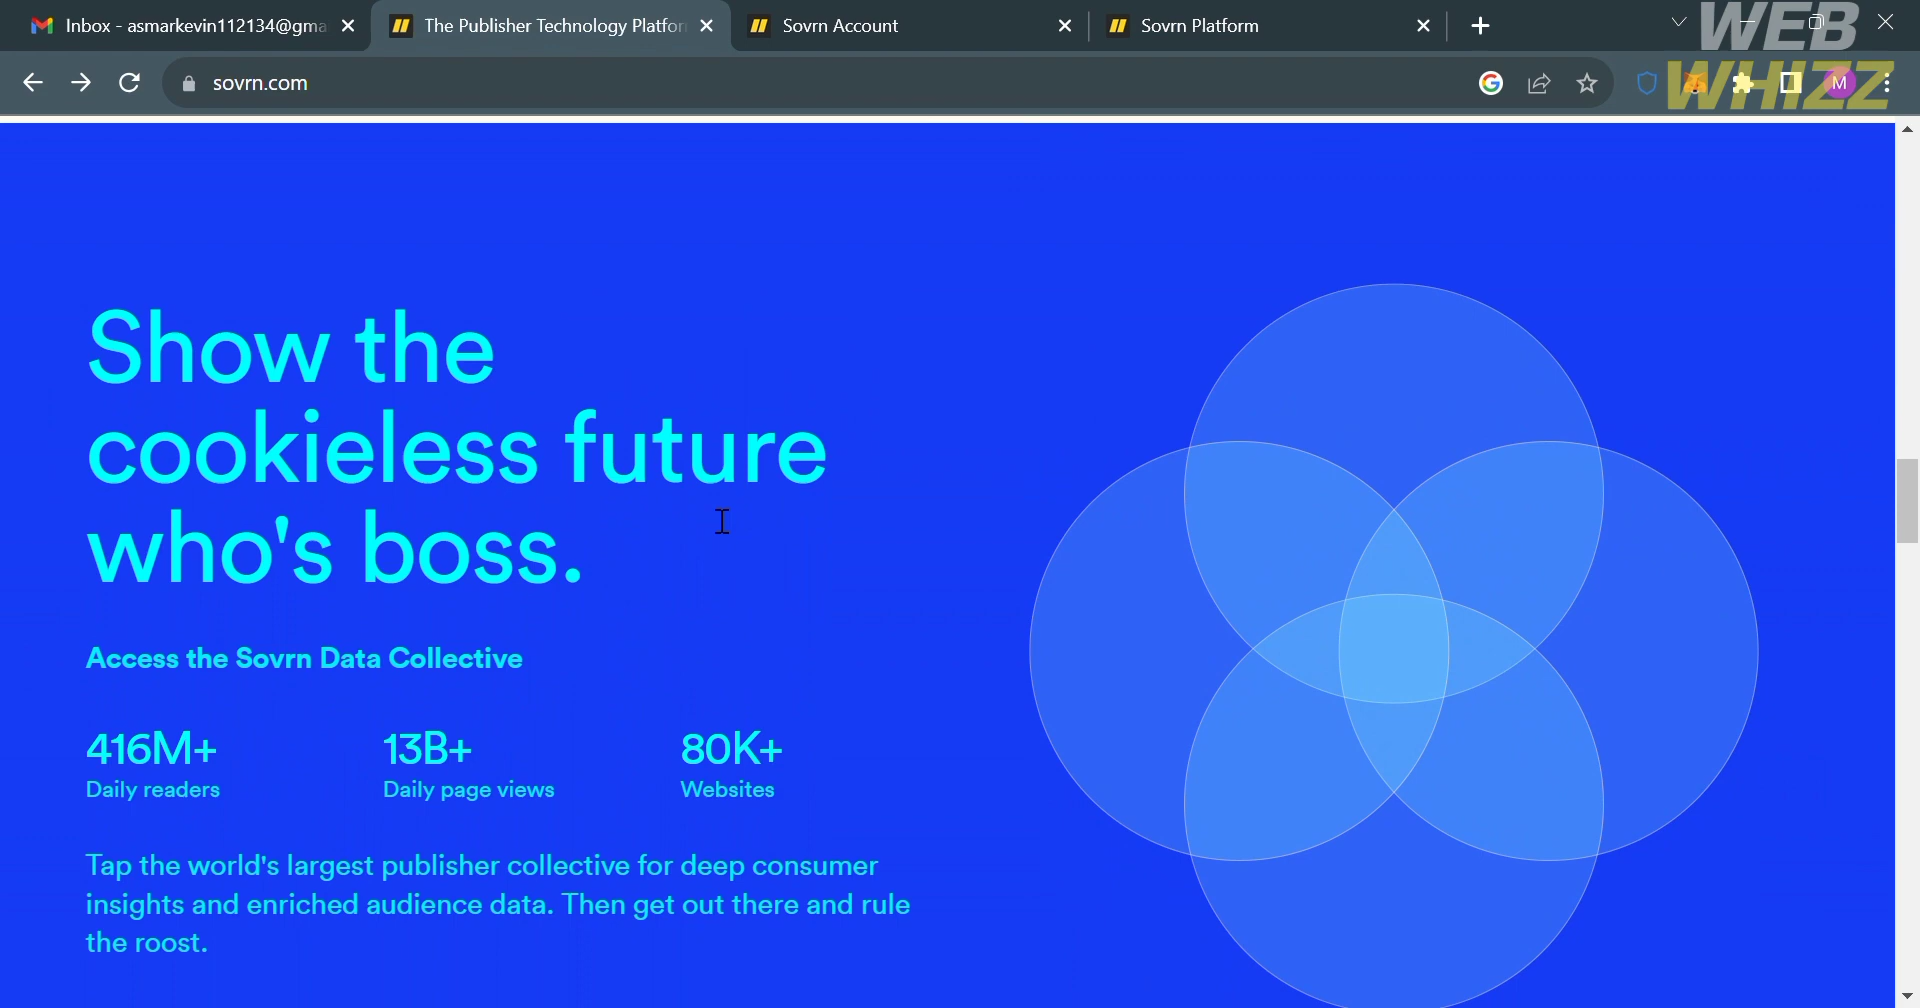 Inbox - asmarkevin112134@gma
The Publisher Technology Platfor
Sovrn Account
Sovrn Platform
WEB
WHIZZ
sovrn.com
M
Show the
cookieless future
who's boss.
Access the Sovrn Data Collective
416M+
Daily readers
13B+
Daily page views
80K+
Websites
Tap the world's largest publisher collective for deep consumer
insights and enriched audience data. Then get out there and rule
the roost.